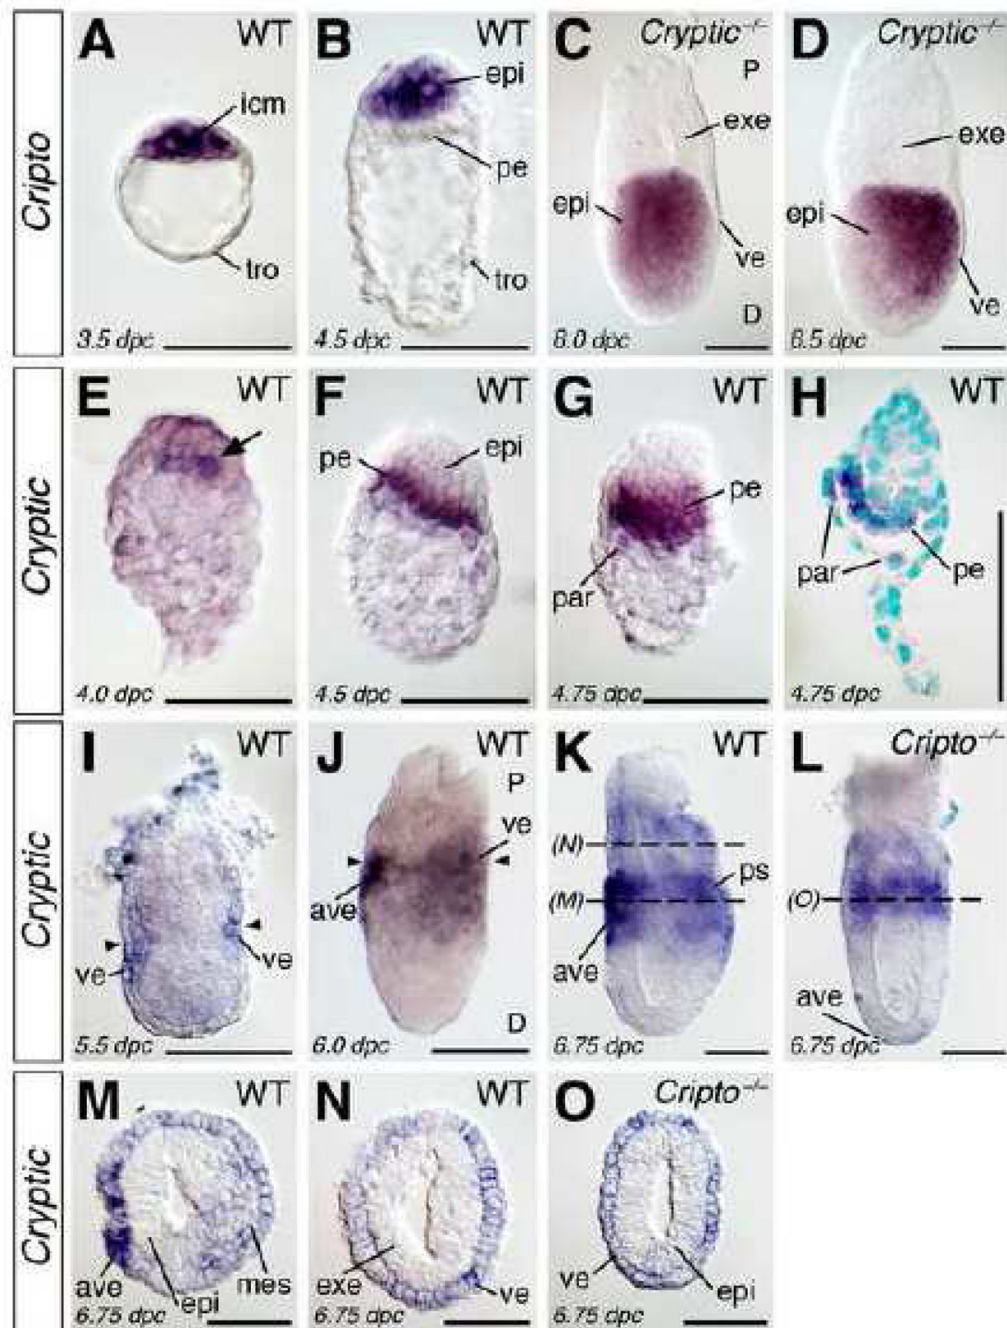 Cripto
A WT
icm
tro
3.5 dpc
B WT
epi
pe
tro
4.5 dpc
C Cryptic–/–
P
exe
epi
ve
D
6.0 dpc
D Cryptic–/–
exe
epi
ve
6.5 dpc
Cryptic
E WT
4.0 dpc
F WT
pe
epi
4.5 dpc
G WT
pe
par
4.75 dpc
H WT
par
pe
4.75 dpc
Cryptic
I WT
ve
ve
5.5 dpc
J WT
P
ve
ave
D
6.0 dpc
K WT
(N)
ps
(M)
ave
6.75 dpc
L Cripto–/–
(O)
ave
6.75 dpc
Cryptic
M WT
ave
epi
mes
6.75 dpc
N WT
exe
ve
6.75 dpc
O Cripto–/–
ve
epi
6.75 dpc